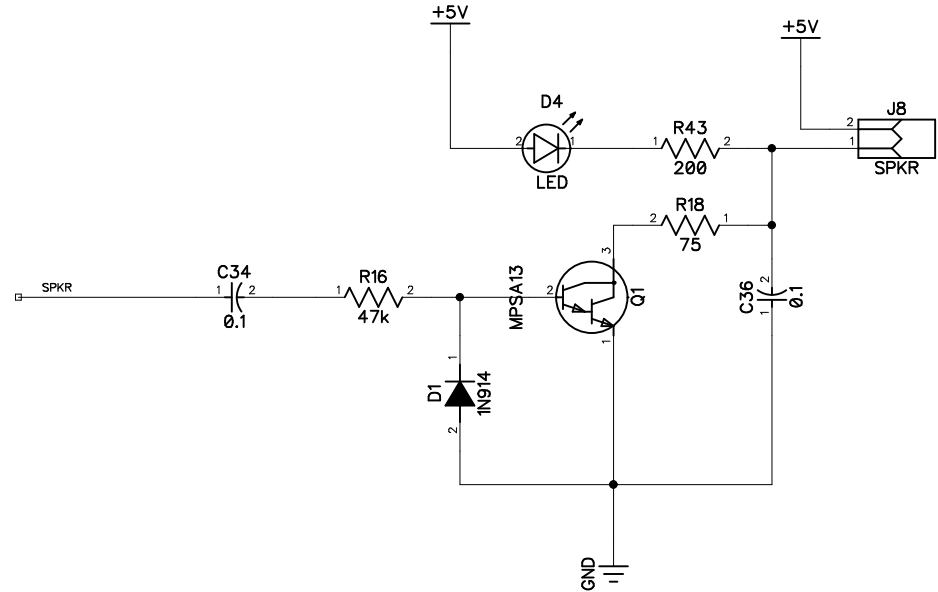 +5V
+5V
D4
2
1
LED
1
R43
2
200
J8
2
1
SPKR
2
R18
1
75
SPKR
C34
1
2
0.1
R16
1
2
47k
MPSA13
2
3
1
Q1
C36
2
1
0.1
D1
1
2
1N914
GND